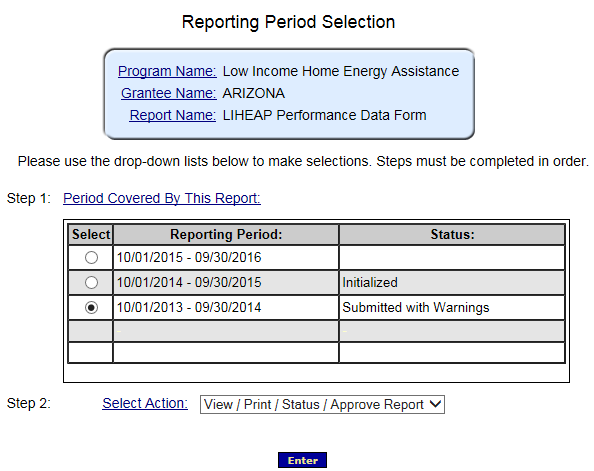 Reporting Period Selection
Program Name: Low Income Home Energy Assistance
Grantee Name: ARIZONA
Report Name: LIHEAP Performance Data Form
Please use the drop-down lists below to make selections. Steps must be completed in order.
Step 1: Period Covered By This Report:
Select Reporting Period: Status:
10/01/2015 - 09/30/2016
10/01/2014 - 09/30/2015 Initialized
10/01/2013 - 09/30/2014 Submitted with Warnings
Step 2: Select Action: View / Print / Status / Approve Report
Enter